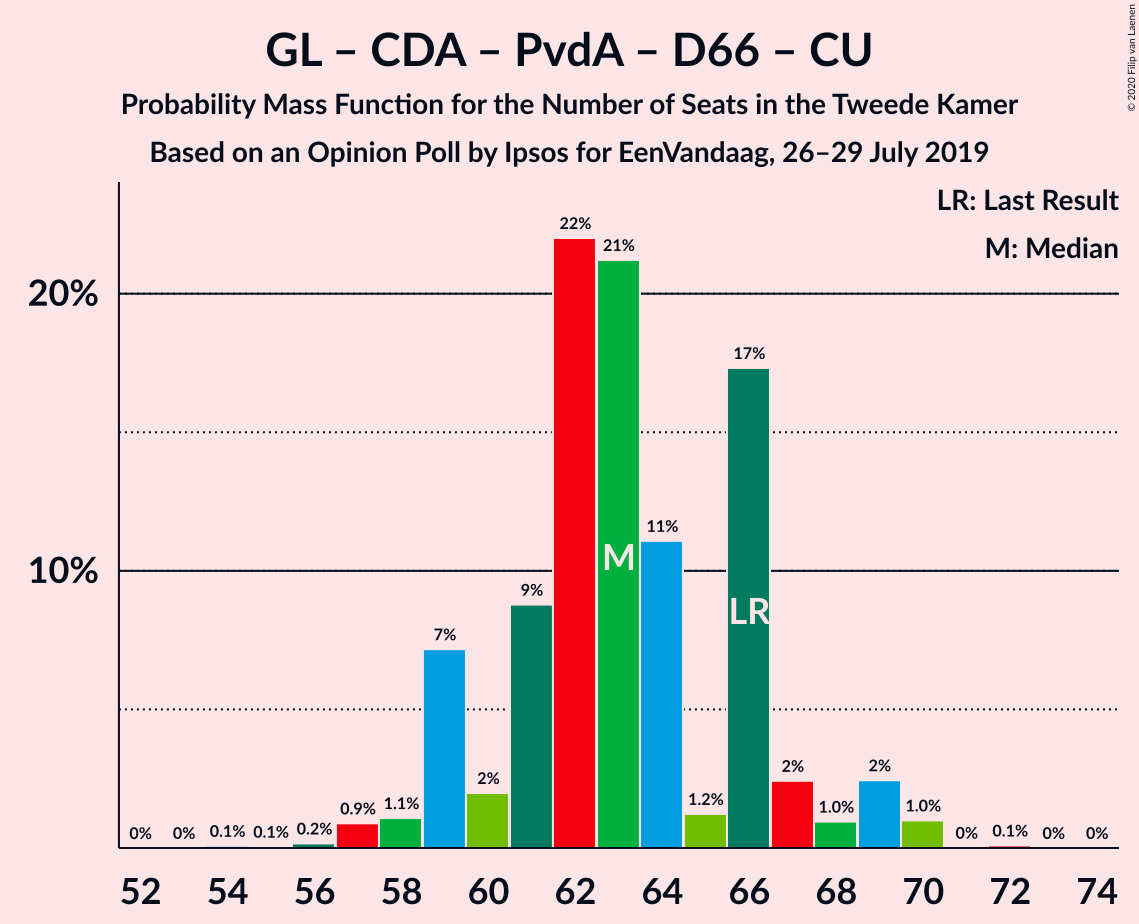 GL – CDA – PvdA – D66 – CU
Probability Mass Function for the Number of Seats in the Tweede Kamer
Based on an Opinion Poll by Ipsos for EenVandaag, 26–29 July 2019
© 2020 Filip van Laenen
LR: Last Result
M: Median
20%
10%
0% 0% 0.1% 0.1% 0.2% 0.9% 1.1% 7% 2% 9% 22% 21% 11% 1.2% 17% 2% 1.0% 2% 1.0% 0% 0.1% 0% 0%
M
LR
52 54 56 58 60 62 64 66 68 70 72 74